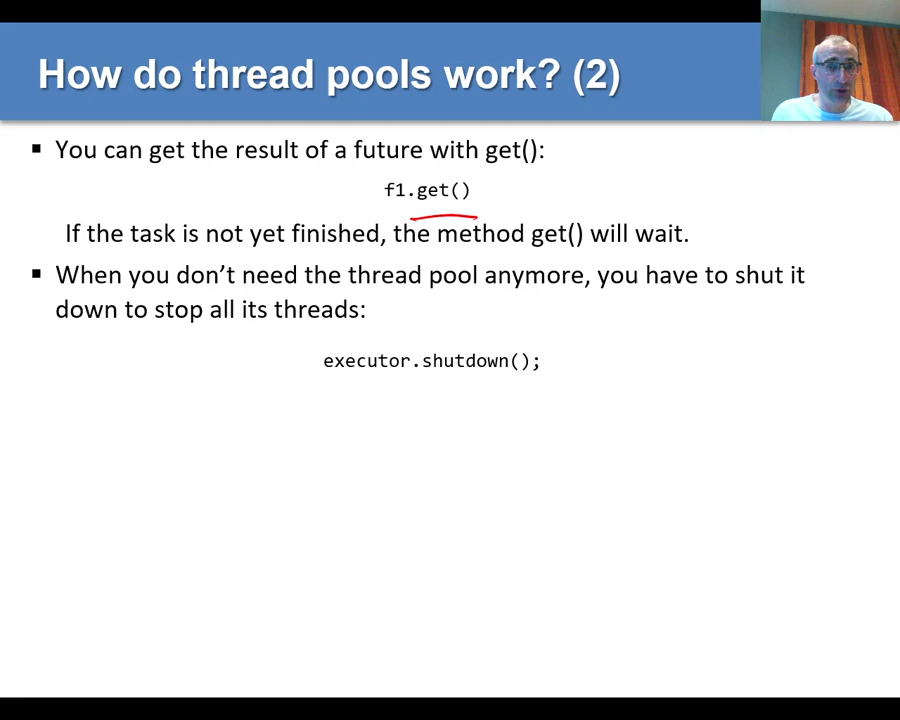 How do thread pools work? (2)
▪ You can get the result of a future with get():
f1.get()
If the task is not yet finished, the method get() will wait.
▪ When you don’t need the thread pool anymore, you have to shut it
down to stop all its threads:
executor.shutdown();